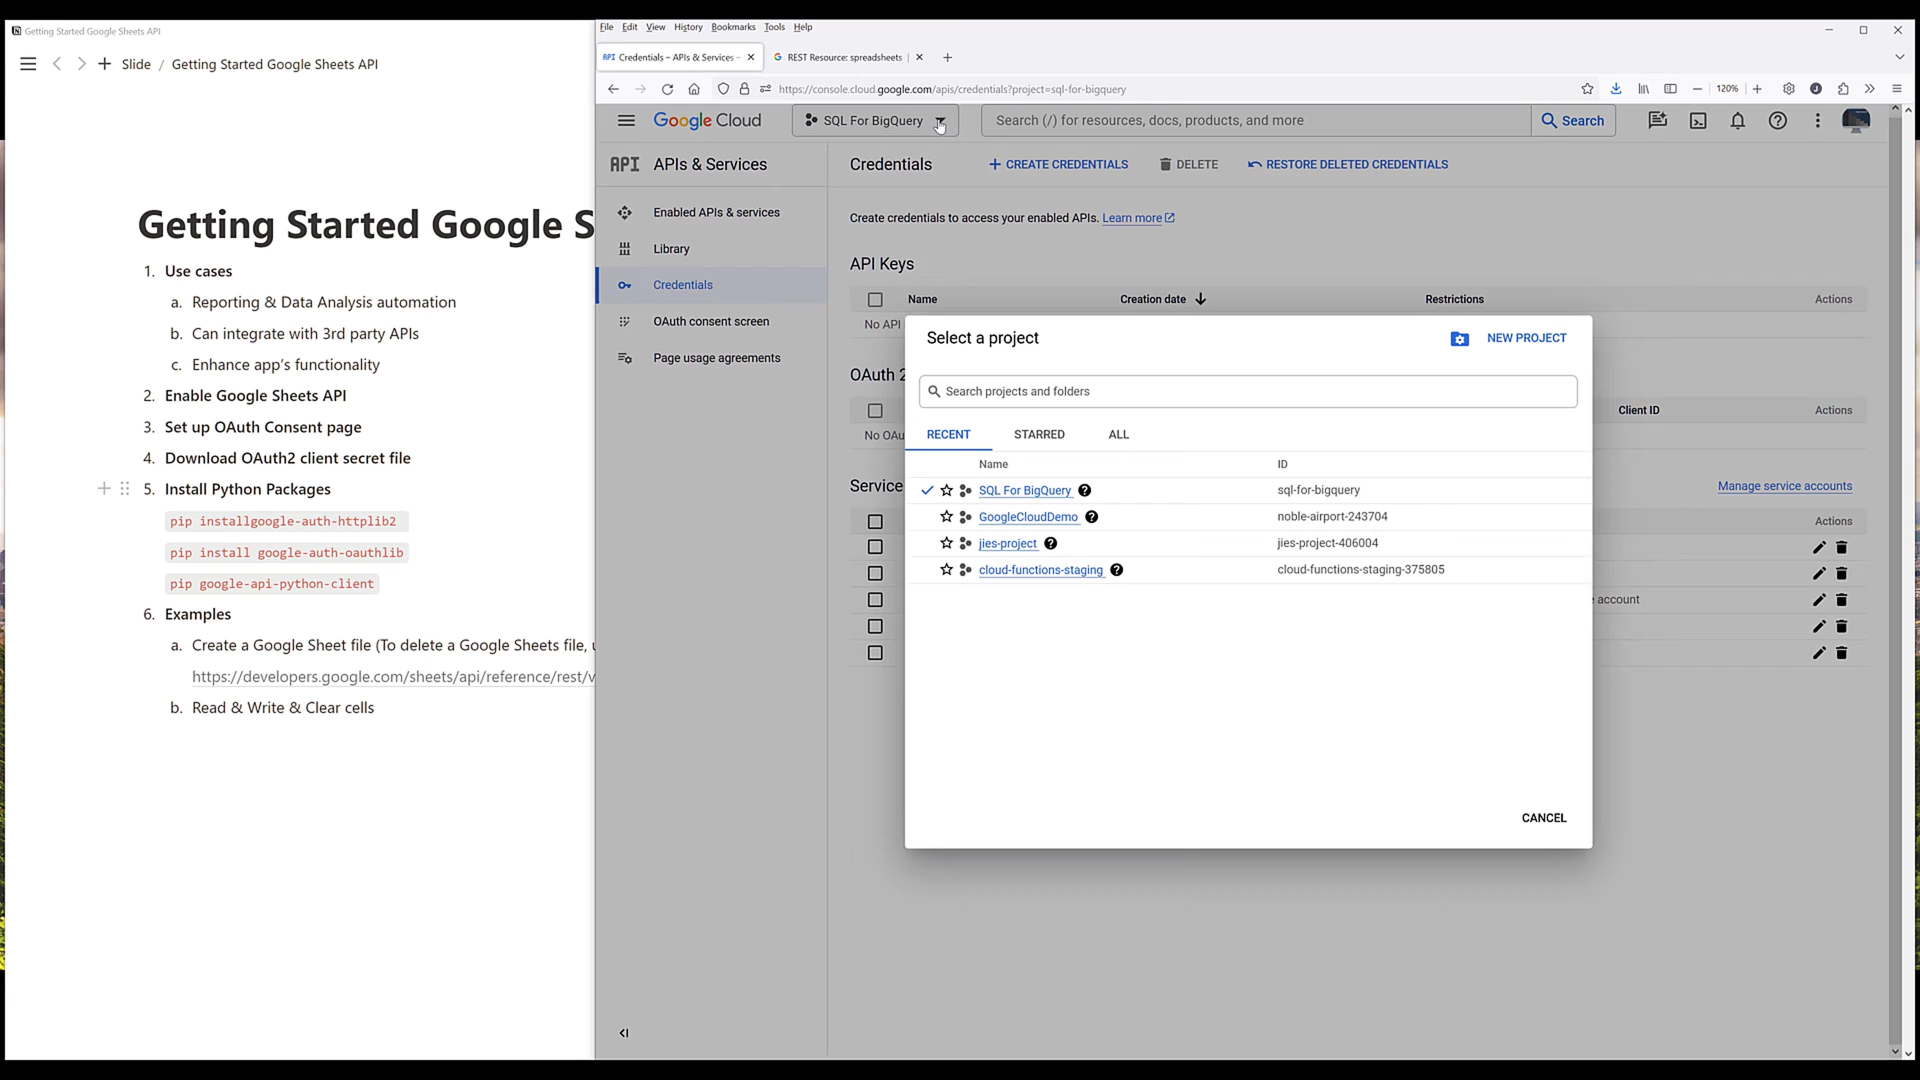 Getting Started Google Sheets API
Slide / Getting Started Google Sheets API
Getting Started Google S
1. Use cases
a. Reporting & Data Analysis automation
b. Can integrate with 3rd party APIs
c. Enhance app's functionality
2. Enable Google Sheets API
3. Set up OAuth Consent page
4. Download OAuth2 client secret file
5. Install Python Packages
pip installgoogle-auth-httplib2
pip install google-auth-oauthlib
pip google-api-python-client
6. Examples
a. Create a Google Sheet file (To delete a Google Sheets file, u
https://developers.google.com/sheets/api/reference/rest/v
b. Read & Write & Clear cells
File Edit View History Bookmarks Tools Help
API Credentials – APIs & Services –
REST Resource: spreadsheets
https://console.cloud.google.com/apis/credentials?project=sql-for-bigquery
120%
Google Cloud
SQL For BigQuery
Search (/) for resources, docs, products, and more
Search
API APIs & Services
Enabled APIs & services
Library
Credentials
OAuth consent screen
Page usage agreements
Credentials
CREATE CREDENTIALS
DELETE
RESTORE DELETED CREDENTIALS
Create credentials to access your enabled APIs. Learn more
API Keys
Name Creation date Restrictions Actions
No API
OAuth 2
Client ID Actions
No OAu
Service
Manage service accounts
Actions
e account
Select a project
NEW PROJECT
Search projects and folders
RECENT STARRED ALL
Name ID
SQL For BigQuery sql-for-bigquery
GoogleCloudDemo noble-airport-243704
jies-project jies-project-406004
cloud-functions-staging cloud-functions-staging-375805
CANCEL